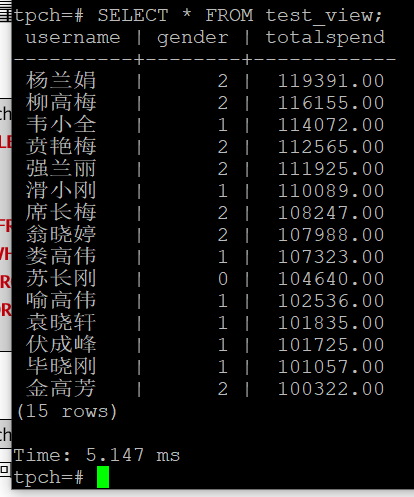 tpch=# SELECT * FROM test_view;
username | gender | totalspend
----------+--------+------------
杨兰娟 | 2 | 119391.00
柳高梅 | 2 | 116155.00
韦小全 | 1 | 114072.00
贲艳梅 | 2 | 112565.00
强兰丽 | 2 | 111925.00
滑小刚 | 1 | 110089.00
席长梅 | 2 | 108247.00
翁晓婷 | 2 | 107988.00
娄高伟 | 1 | 107323.00
苏长刚 | 0 | 104640.00
喻高伟 | 1 | 102536.00
袁晓轩 | 1 | 101835.00
伏成峰 | 1 | 101725.00
毕晓刚 | 1 | 101057.00
金高芳 | 2 | 100322.00
(15 rows)
Time: 5.147 ms
tpch=#